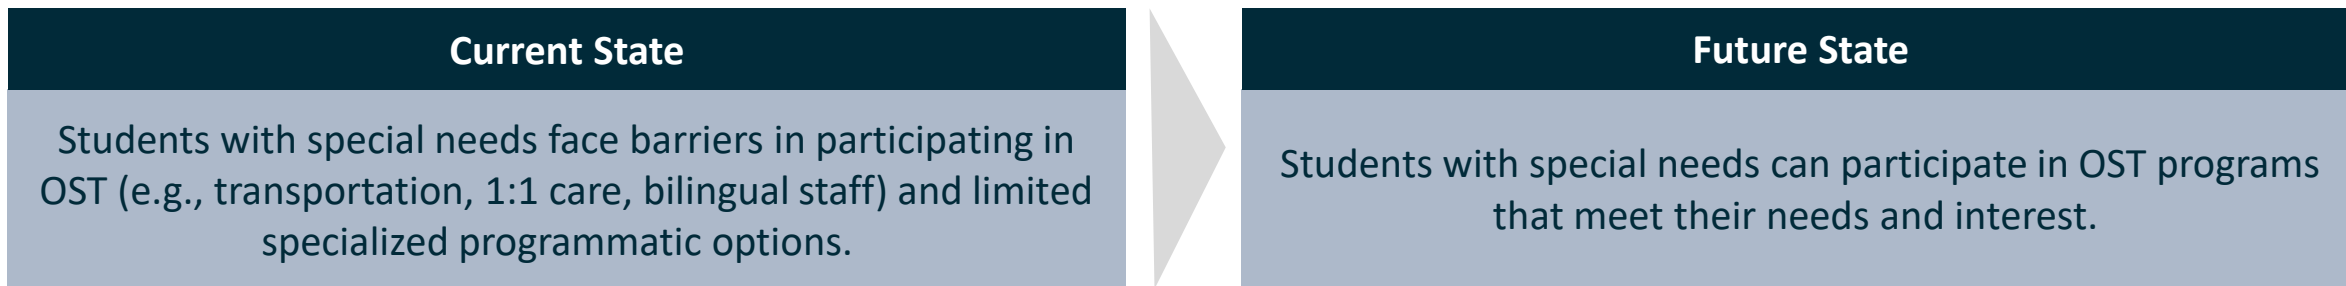 Current State
Students with special needs face barriers in participating in
OST (e.g., transportation, 1:1 care, bilingual staff) and limited
specialized programmatic options.
Future State
Students with special needs can participate in OST programs
that meet their needs and interest.